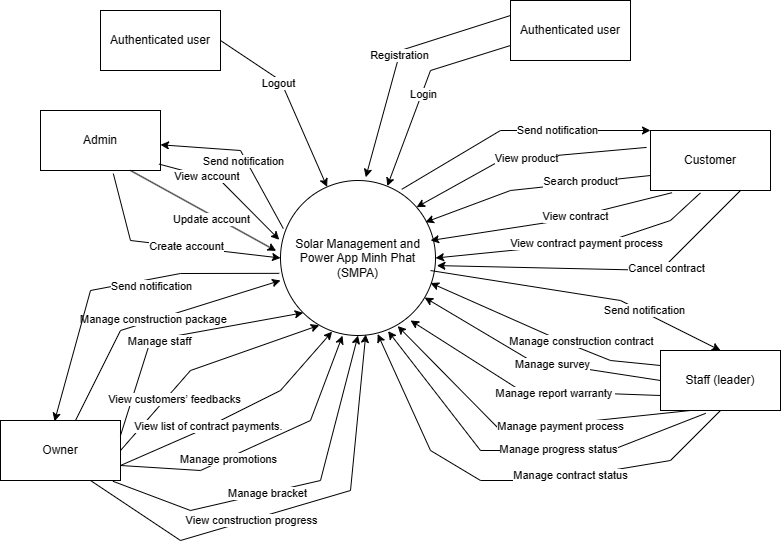 Authenticated user
Authenticated user
Registration
Logout
Login
Admin
Send notification
View account
Update account
Create account
Send notification
View product
Search product
View contract
View contract payment process
Cancel contract
Customer
Solar Management and
Power App Minh Phat
(SMPA)
Send notification
Manage construction package
Manage staff
View customers' feedbacks
View list of contract payments.
Manage promotions
Manage bracket
View construction progress
Owner
Send notification
Manage construction contract
Manage survey
Manage report warranty
Manage payment process
Manage progress status
Manage contract status
Staff (leader)